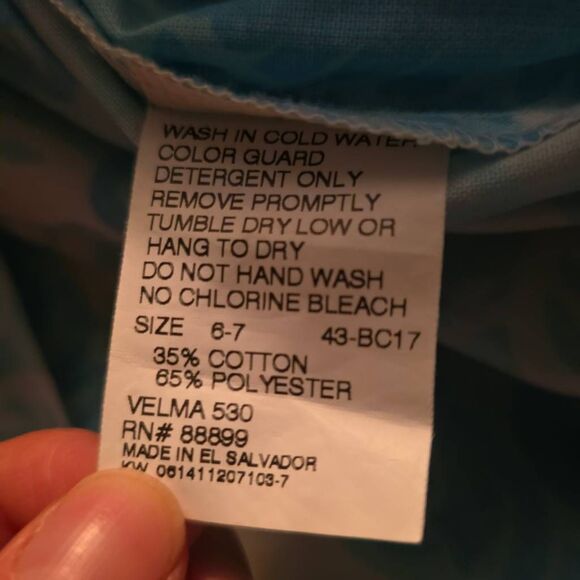 WASH IN COLD WATER
COLOR GUARD
DETERGENT ONLY
REMOVE PROMPTLY
TUMBLE DRY LOW OR
HANG TO DRY
DO NOT HAND WASH
NO CHLORINE BLEACH
SIZE 6-7 43-BC17
35% COTTON
65% POLYESTER
VELMA 530
RN# 88899
MADE IN EL SALVADOR
KW 061411207103-7